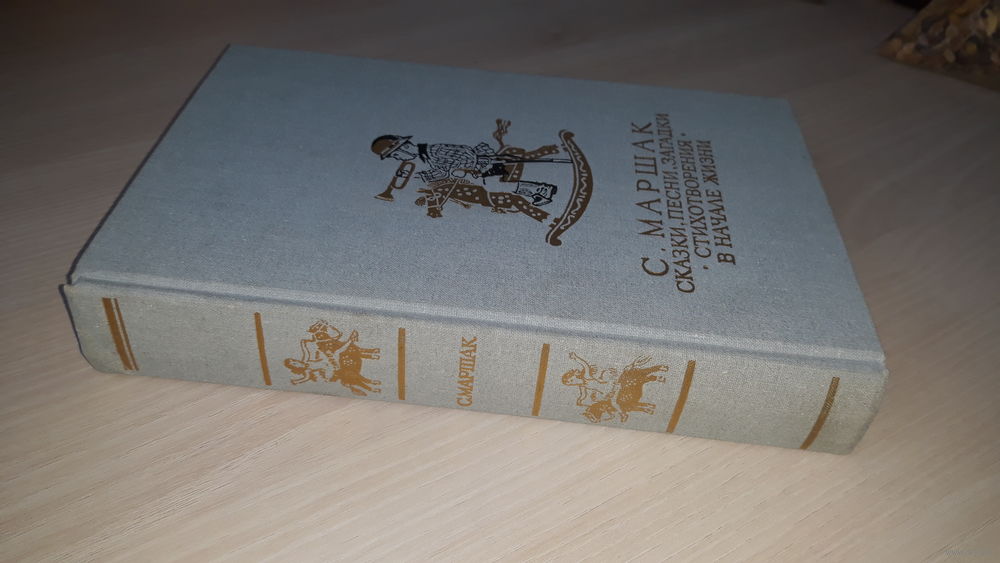 С. МАРШАК
СКАЗКИ. ПЕСНИ. ЗАГАДКИ
· СТИХОТВОРЕНИЯ ·
В НАЧАЛЕ ЖИЗНИ
С.МАРШАК